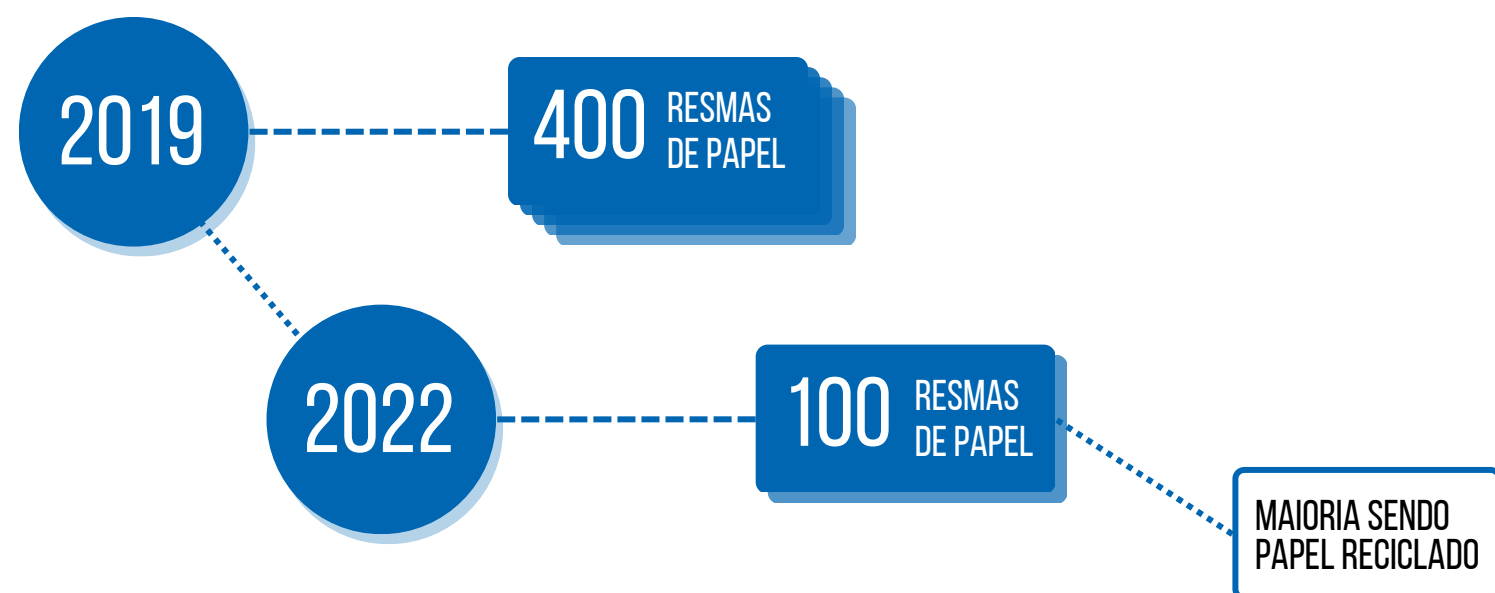 2019
400
RESMAS
DE PAPEL
2022
100
RESMAS
DE PAPEL
MAIORIA SENDO
PAPEL RECICLADO